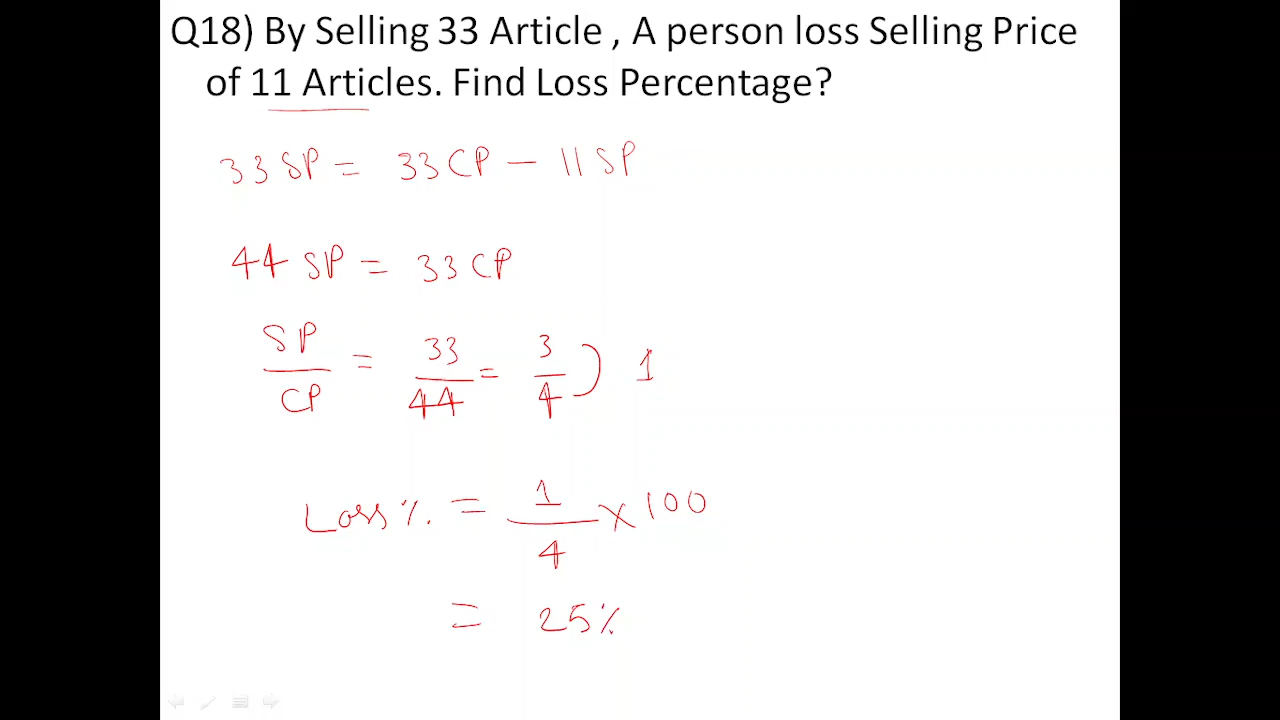 Q18) By Selling 33 Article , A person loss Selling Price
of 11 Articles. Find Loss Percentage?
33 SP = 33 CP - 11 SP
44 SP = 33 CP
SP/CP = 33/44 = 3/4 ) 1
Loss % = 1/4 × 100
= 25%